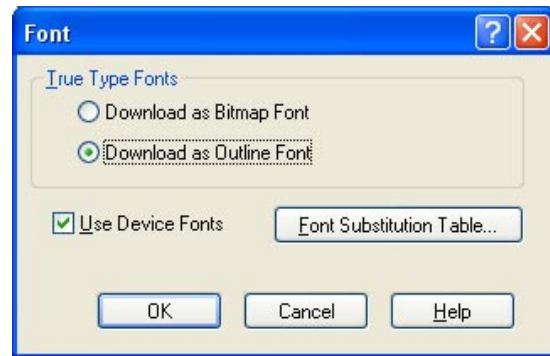 Font
True Type Fonts
Download as Bitmap Font
Download as Outline Font
Use Device Fonts
Font Substitution Table...
OK Cancel Help